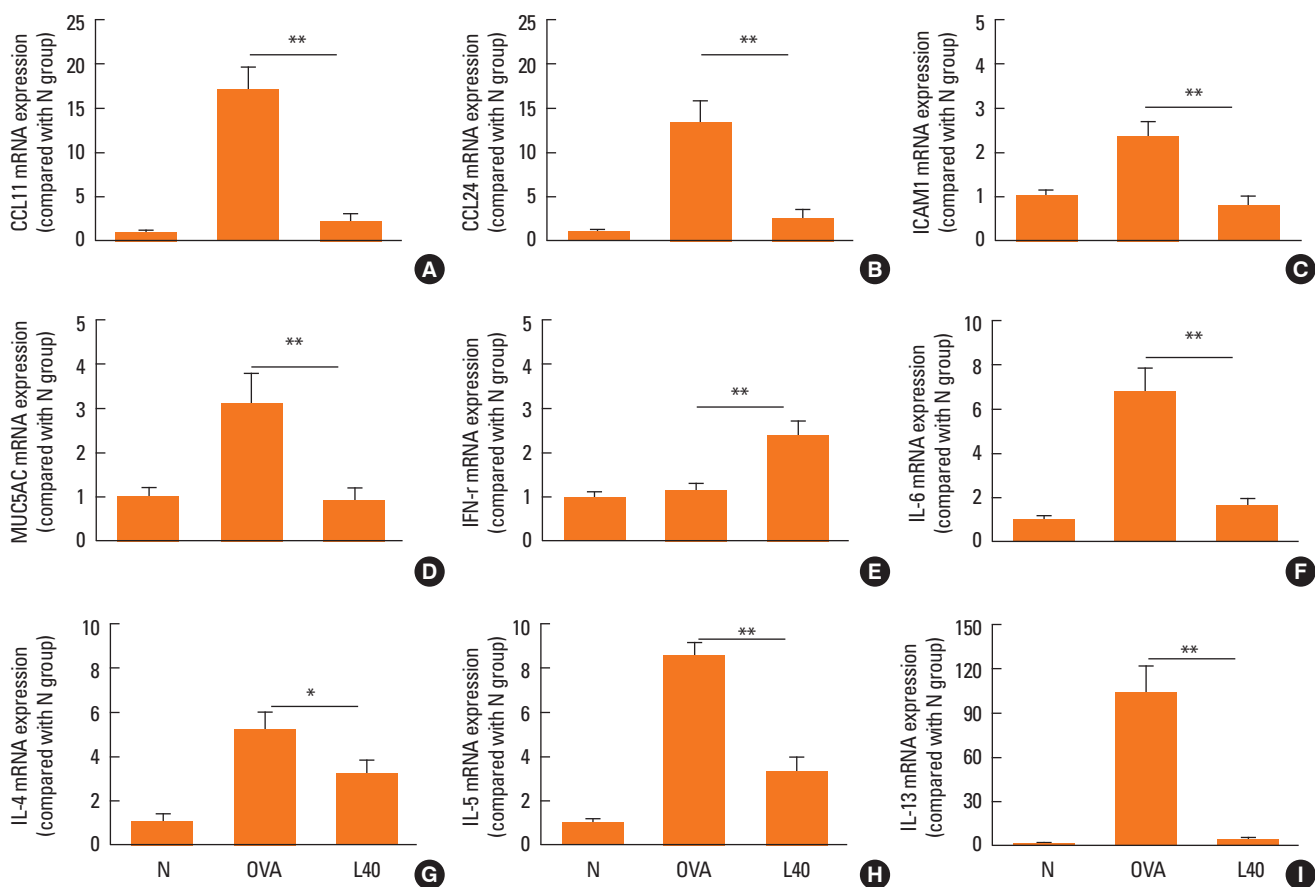 CCL11 mRNA expression
(compared with N group)
25
20
15
10
5
0
**
A
CCL24 mRNA expression
(compared with N group)
25
20
15
10
5
0
**
B
ICAM1 mRNA expression
(compared with N group)
5
4
3
2
1
0
**
C
MUC5AC mRNA expression
(compared with N group)
5
4
3
2
1
0
**
D
IFN-r mRNA expression
(compared with N group)
5
4
3
2
1
0
**
E
IL-6 mRNA expression
(compared with N group)
10
8
6
4
2
0
**
F
IL-4 mRNA expression
(compared with N group)
10
8
6
4
2
0
*
N OVA L40
G
IL-5 mRNA expression
(compared with N group)
10
8
6
4
2
0
**
N OVA L40
H
IL-13 mRNA expression
(compared with N group)
150
120
90
60
30
0
**
N OVA L40
I